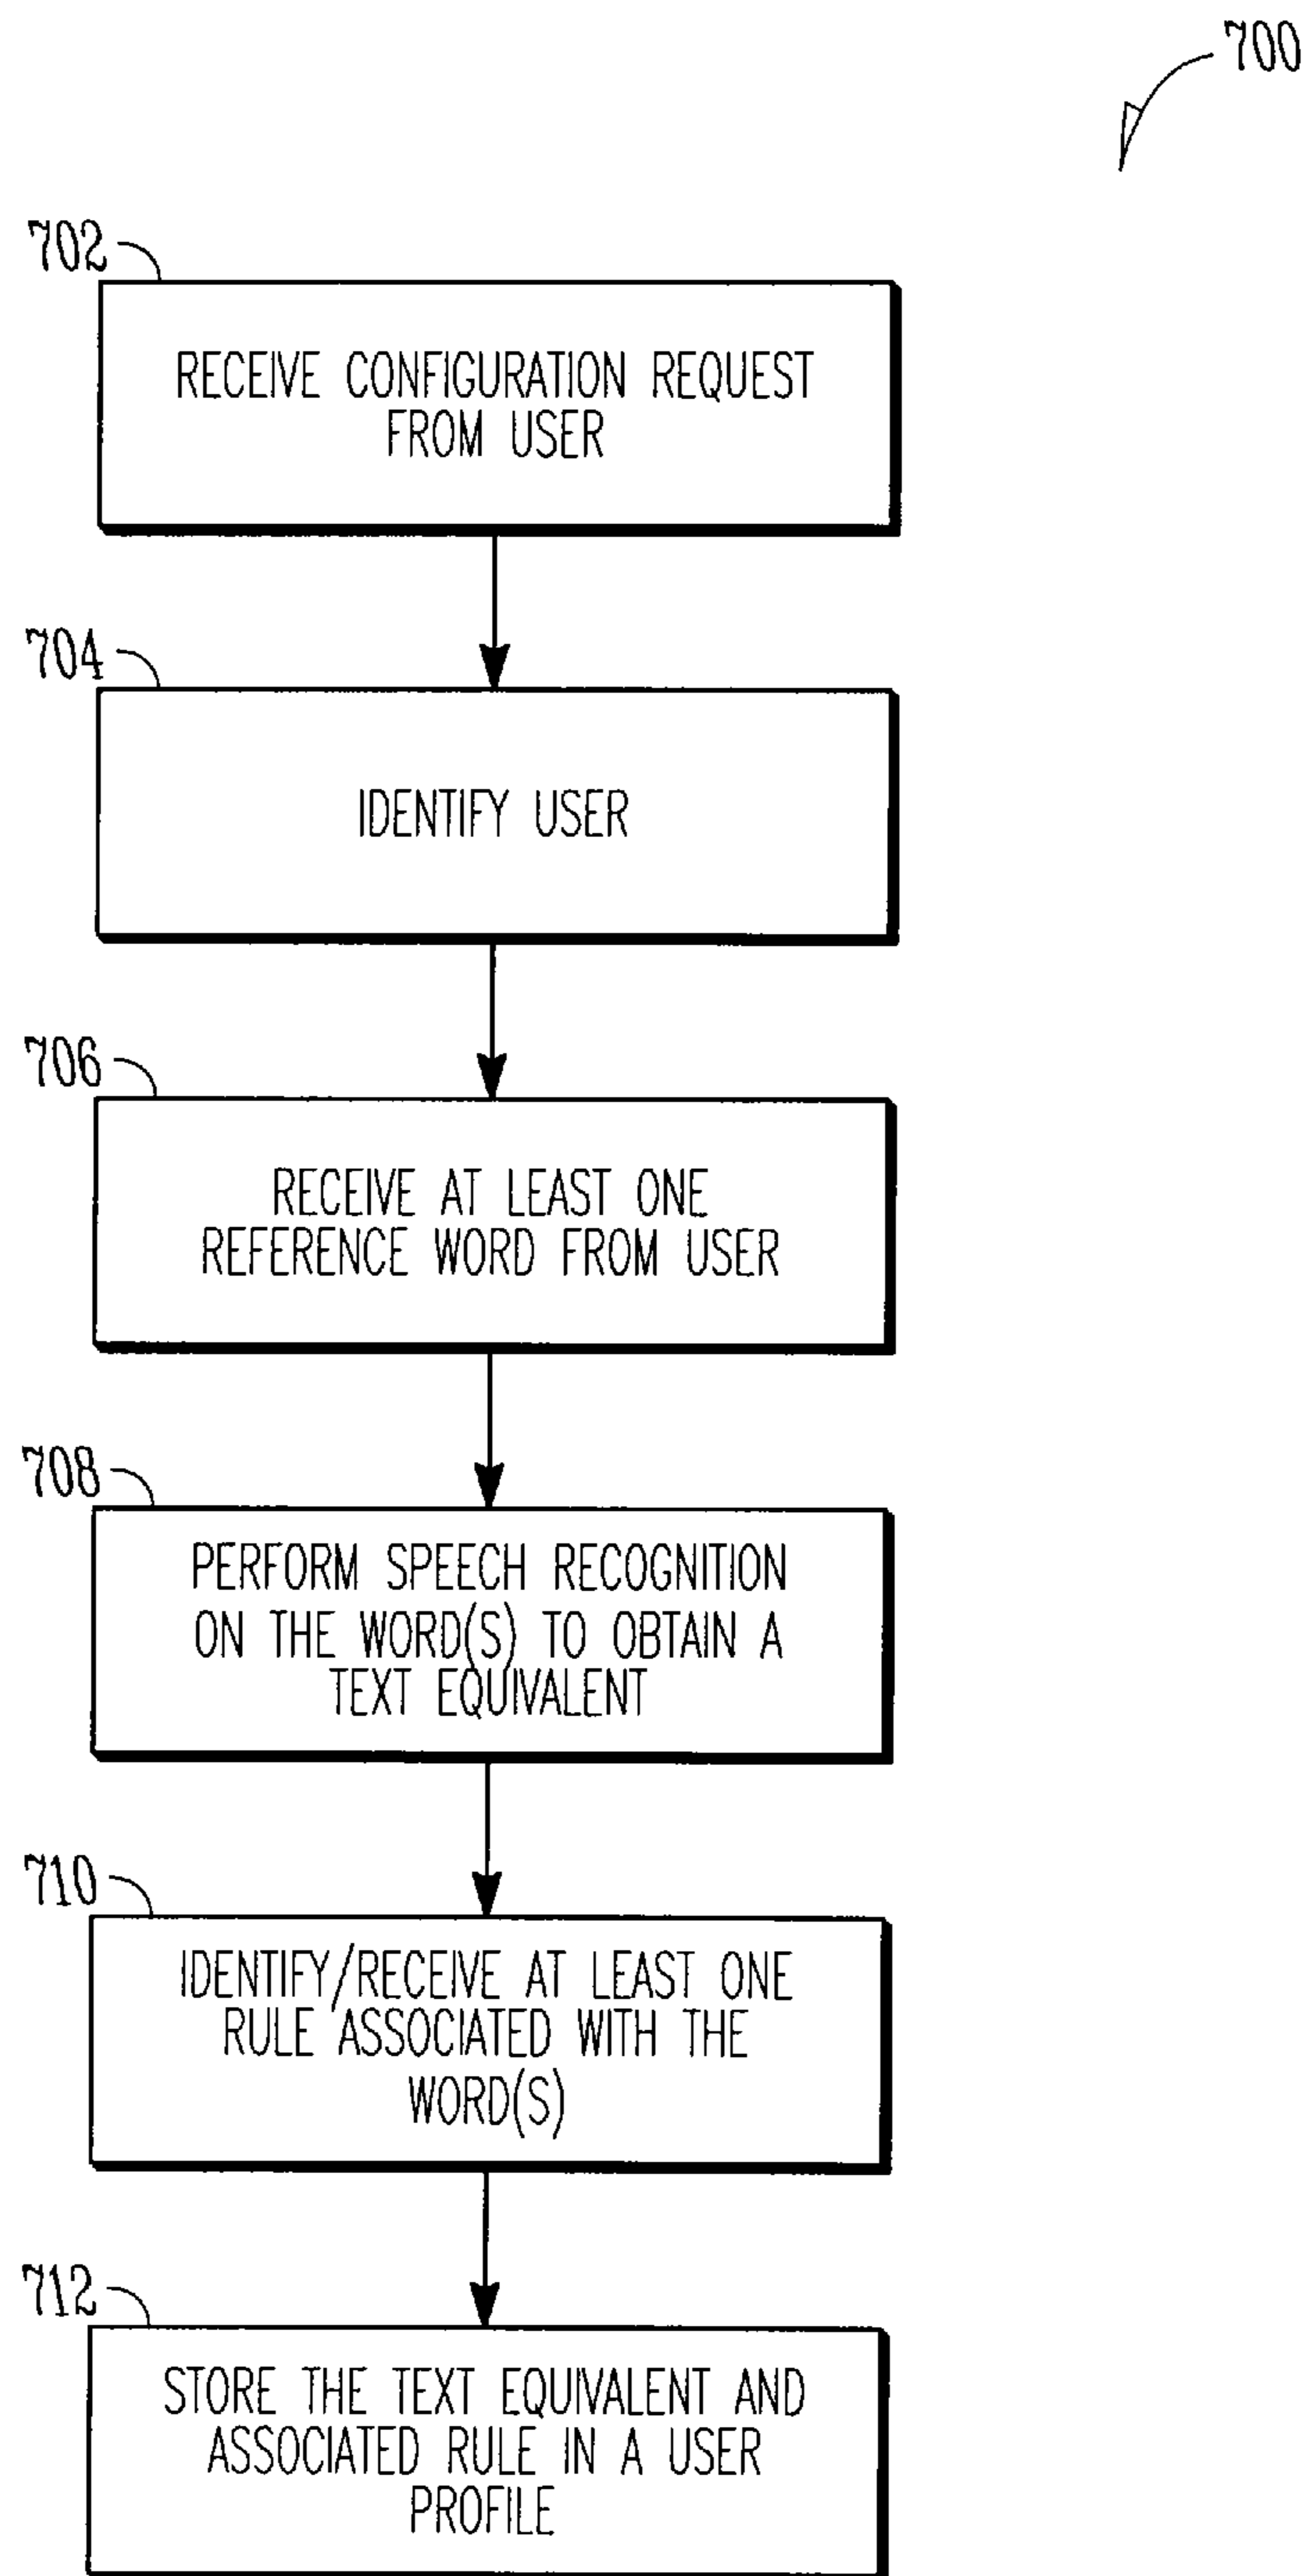 700
702
RECEIVE CONFIGURATION REQUEST
FROM USER
704
IDENTIFY USER
706
RECEIVE AT LEAST ONE
REFERENCE WORD FROM USER
708
PERFORM SPEECH RECOGNITION
ON THE WORD(S) TO OBTAIN A
TEXT EQUIVALENT
710
IDENTIFY/RECEIVE AT LEAST ONE
RULE ASSOCIATED WITH THE
WORD(S)
712
STORE THE TEXT EQUIVALENT AND
ASSOCIATED RULE IN A USER
PROFILE